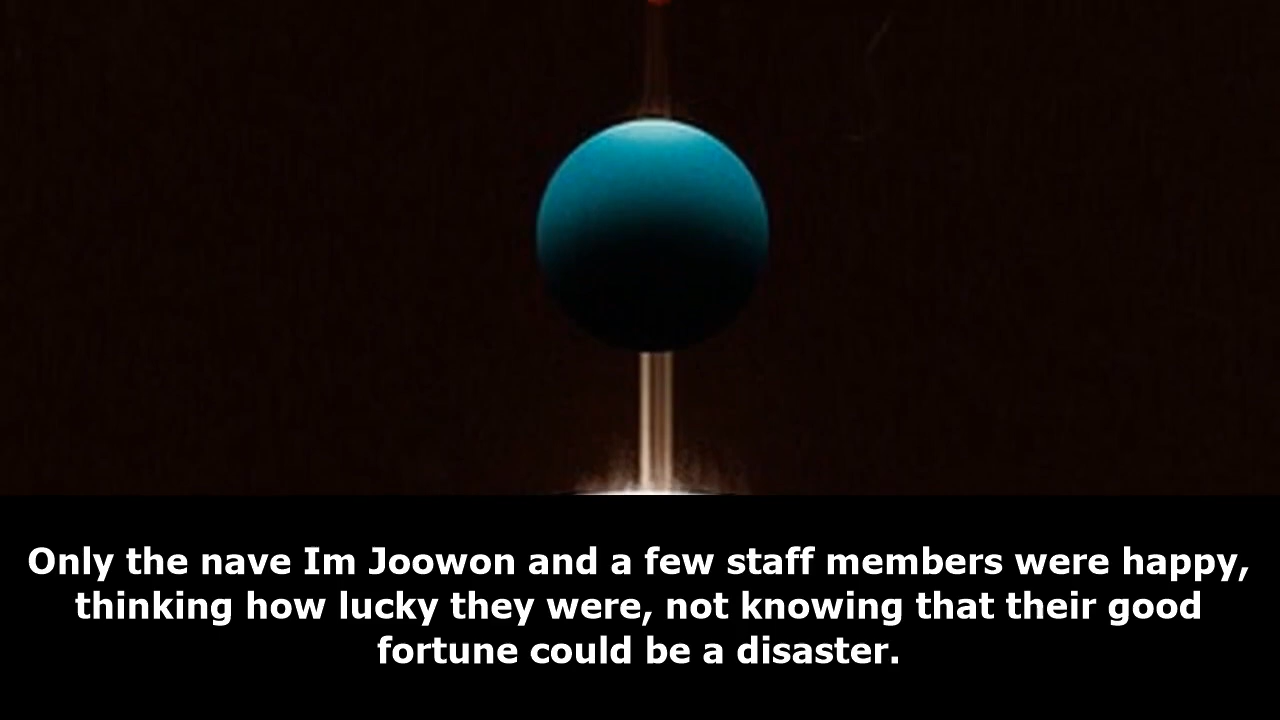 Only the nave Im Joowon and a few staff members were happy,
thinking how lucky they were, not knowing that their good
fortune could be a disaster.